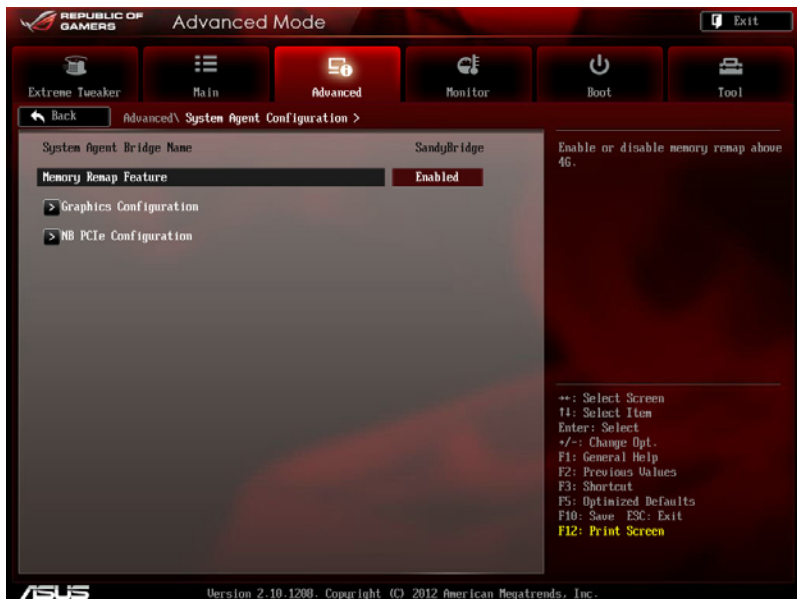 REPUBLIC OF
GAMERS
Advanced Mode
Exit
Extreme Tweaker
Main
Advanced
Monitor
Boot
Tool
Back
Advanced\ System Agent Configuration >
System Agent Bridge Name SandyBridge
Memory Remap Feature Enabled
> Graphics Configuration
> NB PCIe Configuration
Enable or disable memory remap above
4G.
→←: Select Screen
↑↓: Select Item
Enter: Select
+/-: Change Opt.
F1: General Help
F2: Previous Values
F3: Shortcut
F5: Optimized Defaults
F10: Save ESC: Exit
F12: Print Screen
ASUS
Version 2.10.1208. Copyright (C) 2012 American Megatrends, Inc.